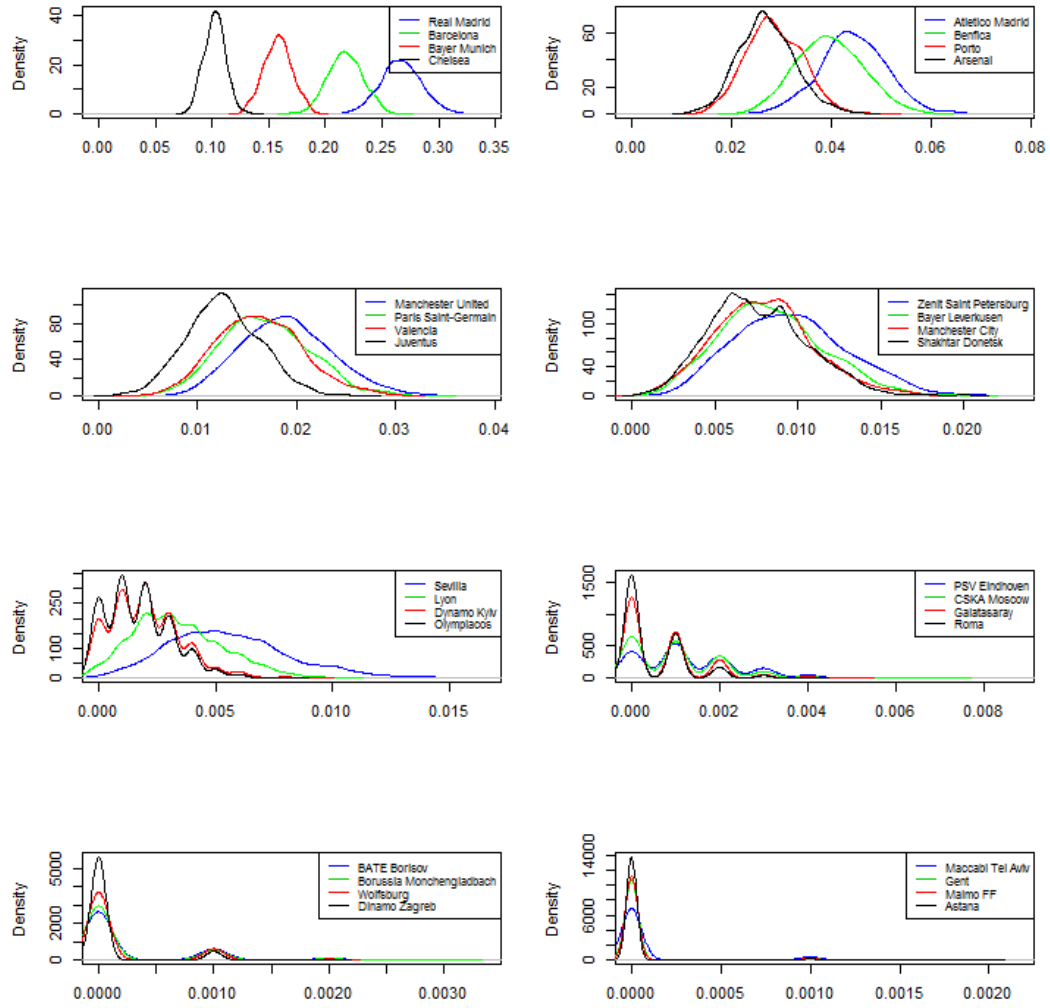 Density
40
20
0
Real Madrid
Barcelona
Bayer Munich
Chelsea
0.00 0.05 0.10 0.15 0.20 0.25 0.30 0.35
Density
60
20
0
Atletico Madrid
Benfica
Porto
Arsenal
0.00 0.02 0.04 0.06 0.08
Density
80
40
0
Manchester United
Paris Saint-Germain
Valencia
Juventus
0.00 0.01 0.02 0.03 0.04
Density
100
40
0
Zenit Saint Petersburg
Bayer Leverkusen
Manchester City
Shakhtar Donetsk
0.000 0.005 0.010 0.015 0.020
Density
250
100
0
Sevilla
Lyon
Dynamo Kyiv
Olympiacos
0.000 0.005 0.010 0.015
Density
1500
500
0
PSV Eindhoven
CSKA Moscow
Galatasaray
Roma
0.000 0.002 0.004 0.006 0.008
Density
5000
2000
0
BATE Borisov
Borussia Monchengladbach
Wolfsburg
Dinamo Zagreb
0.0000 0.0010 0.0020 0.0030
Density
14000
6000
0
Maccabi Tel Aviv
Gent
Malmo FF
Astana
0.0000 0.0005 0.0010 0.0015 0.0020